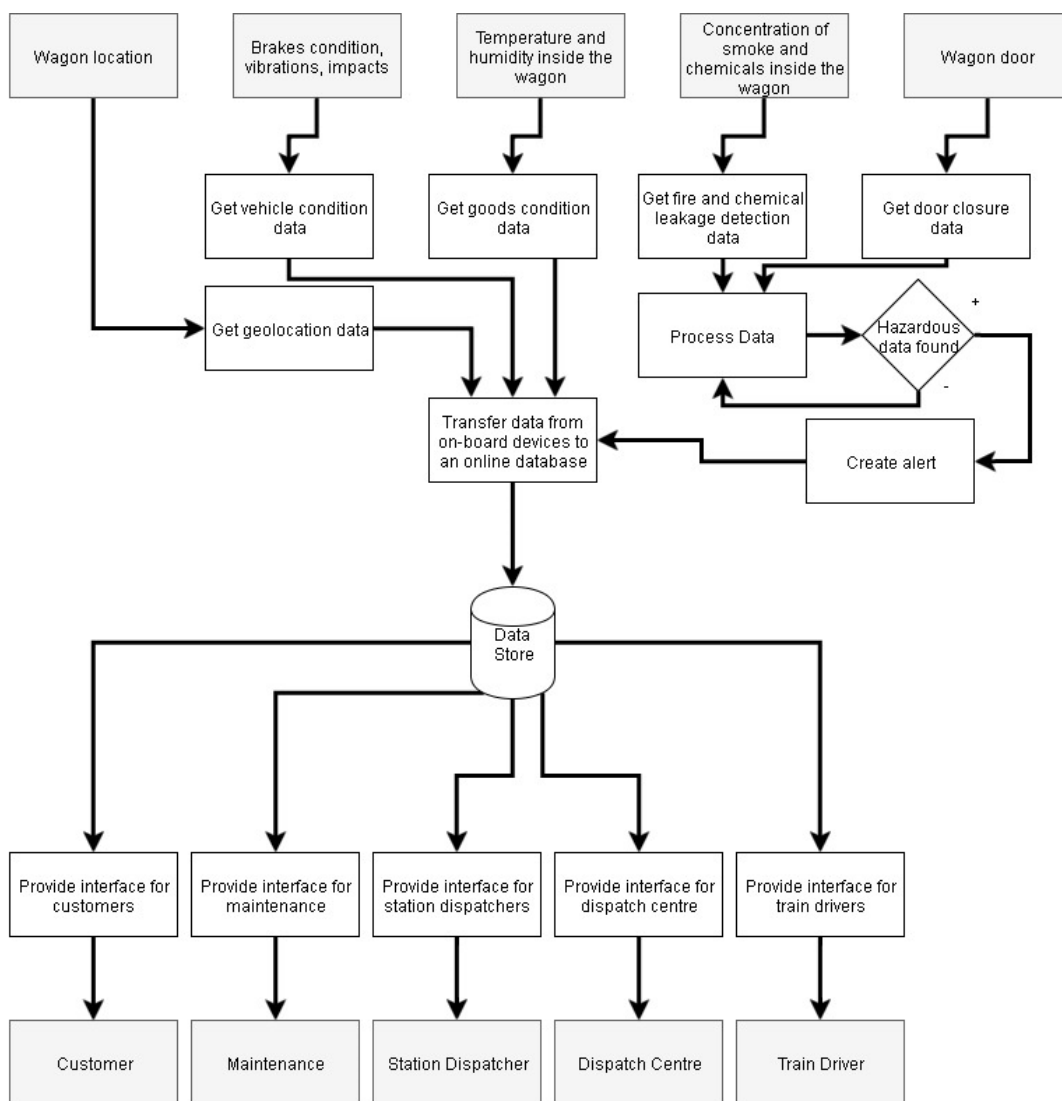 Wagon location
Brakes condition,
vibrations, impacts
Temperature and
humidity inside the
wagon
Concentration of
smoke and
chemicals inside the
wagon
Wagon door
Get vehicle condition
data
Get goods condition
data
Get fire and chemical
leakage detection
data
Get door closure
data
Get geolocation data
Process Data
Hazardous
data found
+
-
Transfer data from
on-board devices to
an online database
Create alert
Data
Store
Provide interface for
customers
Provide interface for
maintenance
Provide interface for
station dispatchers
Provide interface for
dispatch centre
Provide interface for
train drivers
Customer
Maintenance
Station Dispatcher
Dispatch Centre
Train Driver